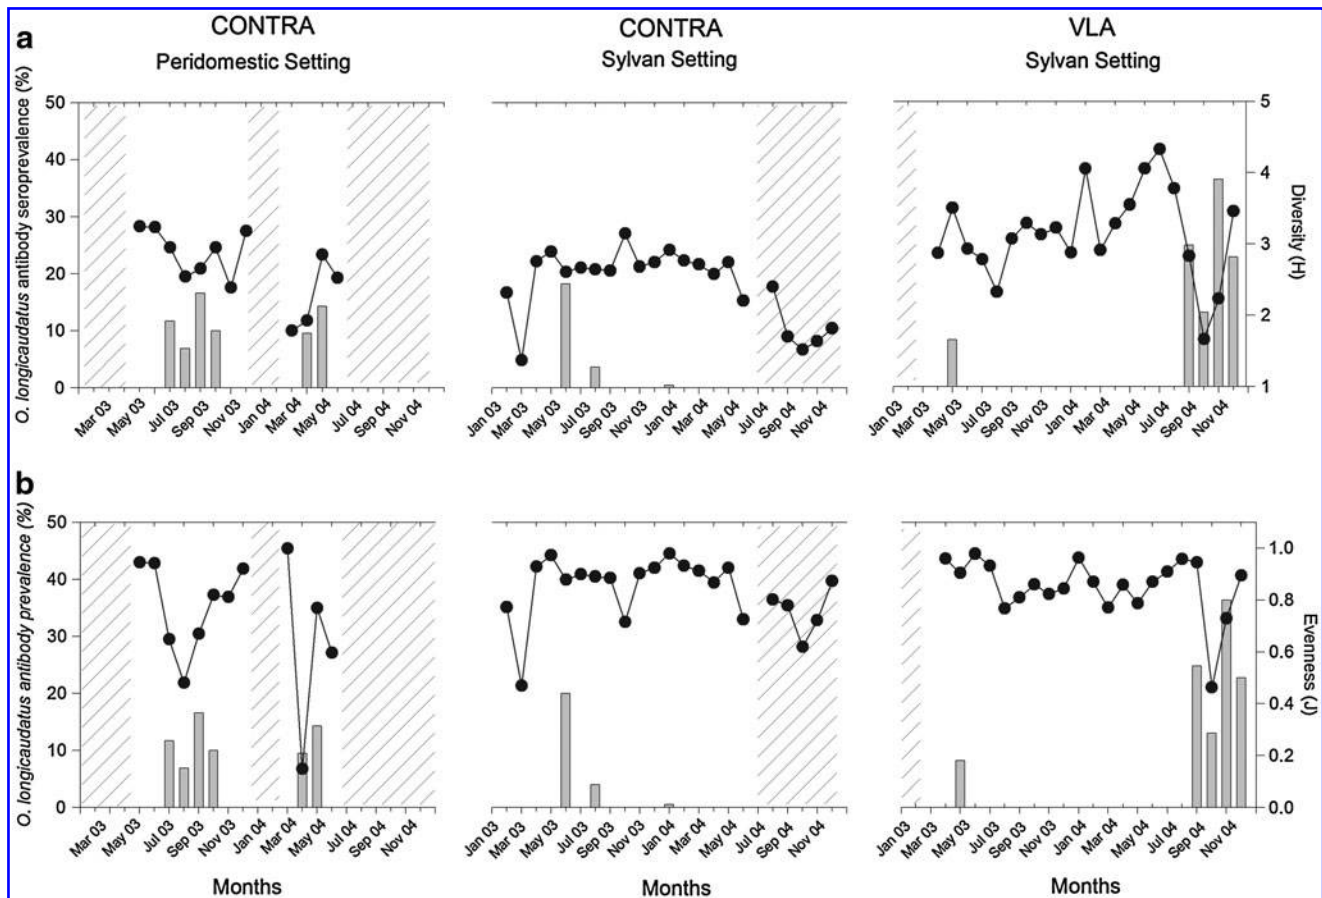 a
CONTRA
Peridomestic Setting
CONTRA
Sylvan Setting
VLA
Sylvan Setting
O. longicaudatus antibody seroprevalence (%)
50
40
30
20
10
0
5
4
3
2
1
Diversity (H)
Mar 03
May 03
Jul 03
Sep 03
Nov 03
Jan 04
Mar 04
May 04
Jul 04
Sep 04
Nov 04
Jan 03
Mar 03
May 03
Jul 03
Sep 03
Nov 03
Jan 04
Mar 04
May 04
Jul 04
Sep 04
Nov 04
Jan 03
Mar 03
May 03
Jul 03
Sep 03
Nov 03
Jan 04
Mar 04
May 04
Jul 04
Sep 04
Nov 04
b
O. longicaudatus antibody prevalence (%)
50
40
30
20
10
0
1.0
0.8
0.6
0.4
0.2
0.0
Evenness (J)
Mar 03
May 03
Jul 03
Sep 03
Nov 03
Jan 04
Mar 04
May 04
Jul 04
Sep 04
Nov 04
Jan 03
Mar 03
May 03
Jul 03
Sep 03
Nov 03
Jan 04
Mar 04
May 04
Jul 04
Sep 04
Nov 04
Jan 03
Mar 03
May 03
Jul 03
Sep 03
Nov 03
Jan 04
Mar 04
May 04
Jul 04
Sep 04
Nov 04
Months
Months
Months